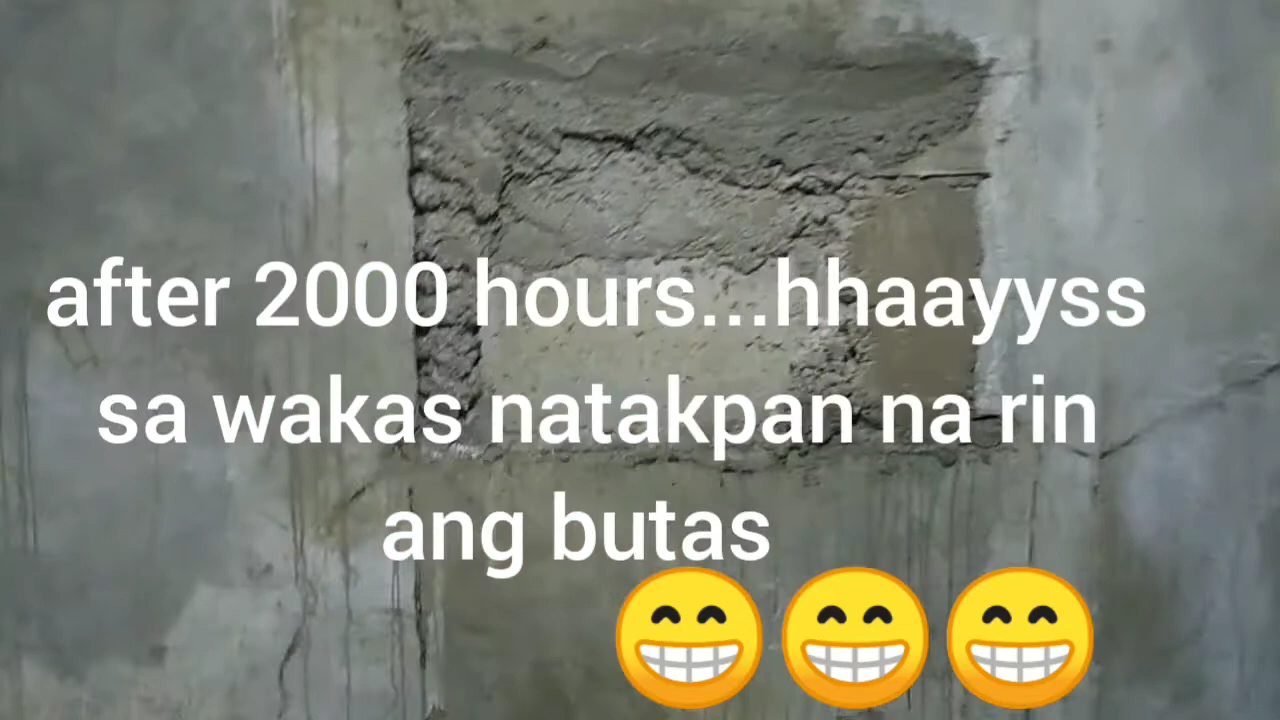 after 2000 hours...hhaayyss
sa wakas natakpan na rin
ang butas
😁😁😁